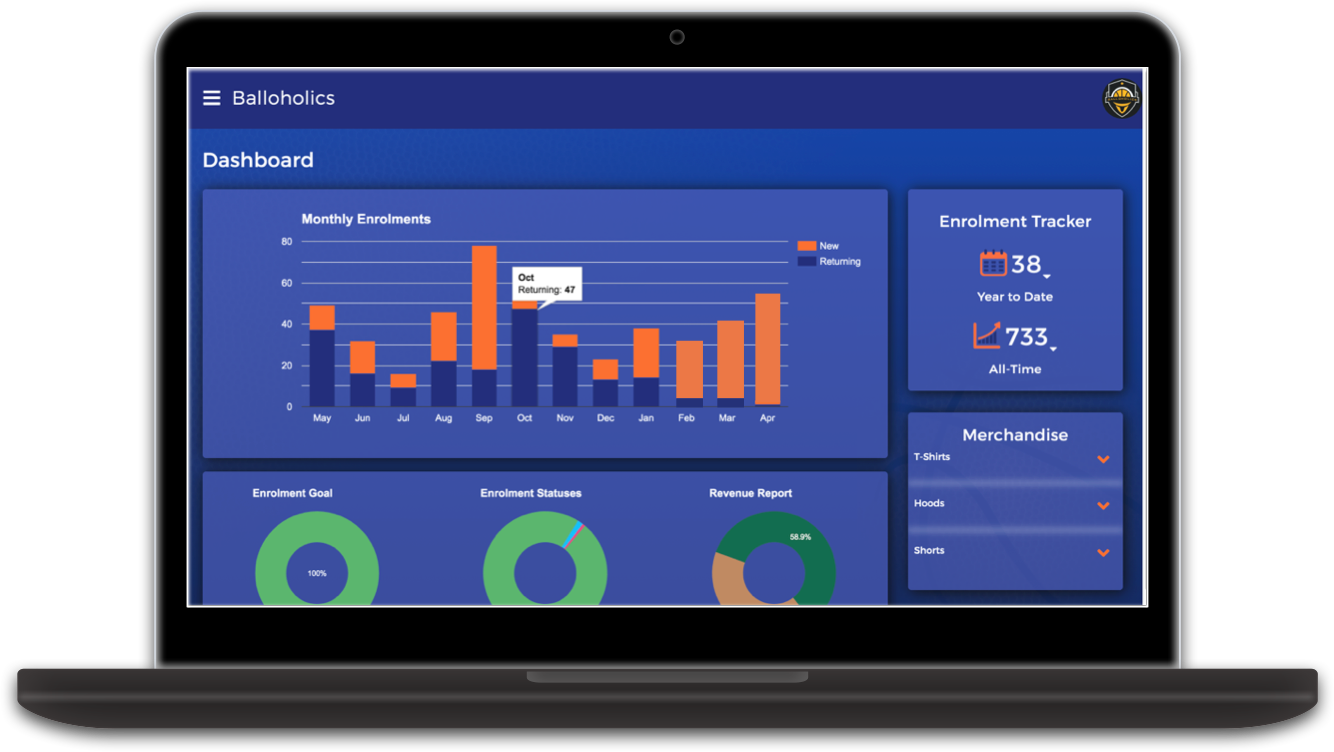 Balloholics
Dashboard
Monthly Enrolments
80
60
40
20
0
New
Returning
Oct
Returning: 47
May Jun Jul Aug Sep Oct Nov Dec Jan Feb Mar Apr
Enrolment Tracker
38
Year to Date
733
All-Time
Merchandise
T-Shirts
Hoods
Shorts
Enrolment Goal
100%
Enrolment Statuses
Revenue Report
58.9%